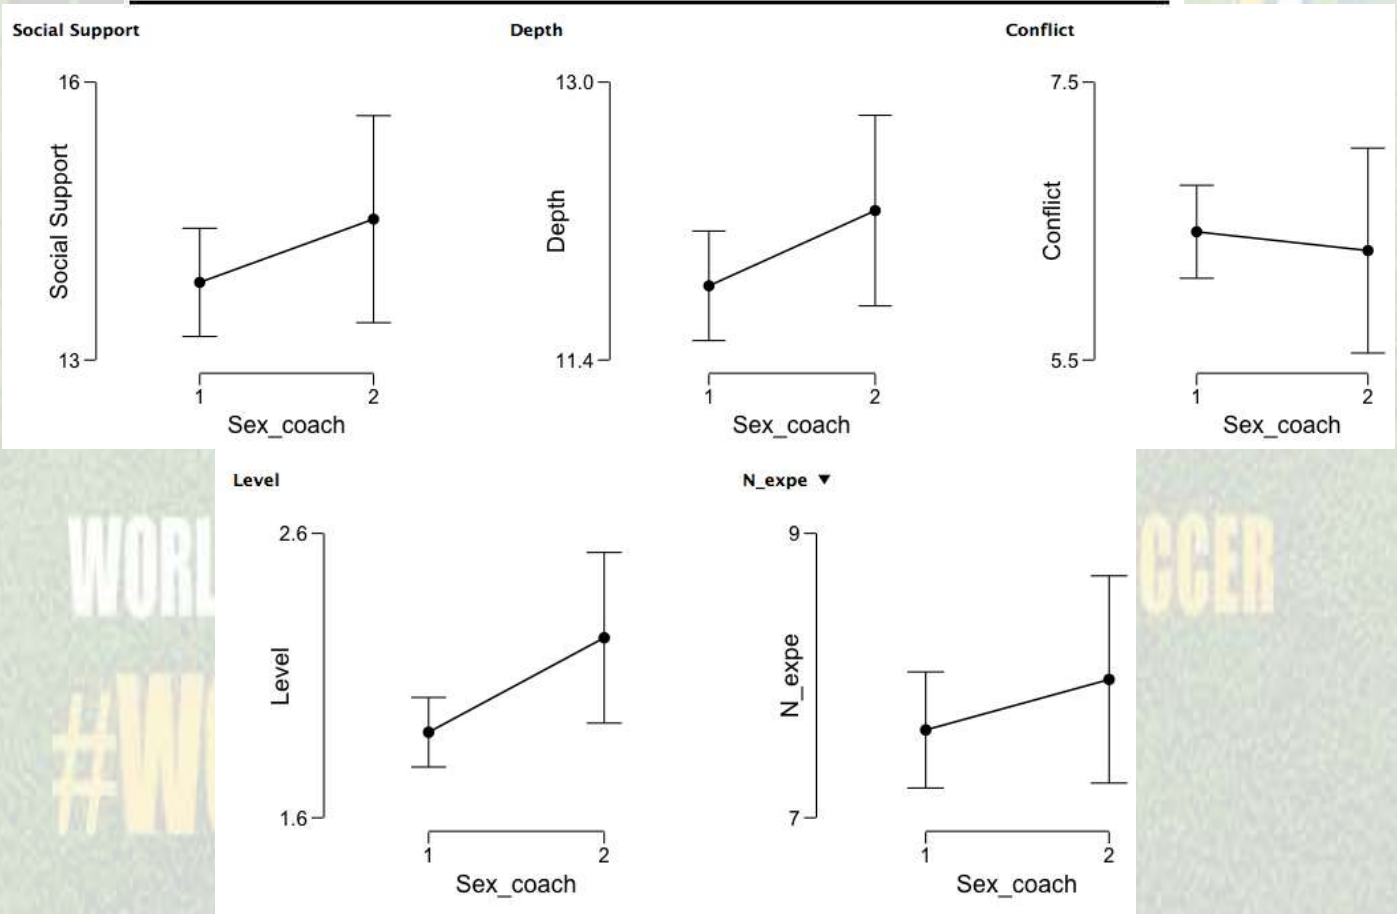 Social Support
16
Social Support
13
1
2
Sex_coach
Depth
13.0
Depth
11.4
1
2
Sex_coach
Conflict
7.5
Conflict
5.5
1
2
Sex_coach
Level
2.6
Level
1.6
1
2
Sex_coach
N_expe ▼
9
N_expe
7
1
2
Sex_coach
WORL
CCER
#W